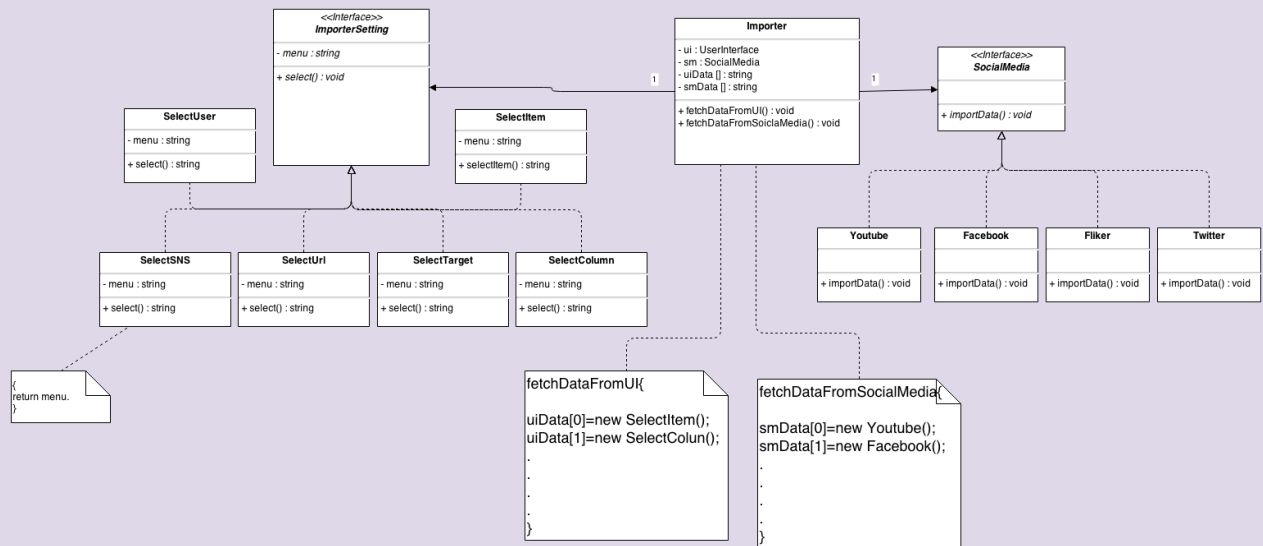 <<Interface>>
ImporterSetting
- menu : string
+ select() : void
Importer
- ui : UserInterface
- sm : SocialMedia
- uiData [] : string
- smData [] : string
+ fetchDataFromUI() : void
+ fetchDataFromSoiclaMedia() : void
<<Interface>>
SocialMedia
+ importData() : void
1
1
SelectUser
- menu : string
+ select() : string
SelectItem
- menu : string
+ selectItem() : string
SelectSNS
- menu : string
+ select() : string
SelectUrl
- menu : string
+ select() : string
SelectTarget
- menu : string
+ select() : string
SelectColumn
- menu : string
+ select() : string
Youtube
+ importData() : void
Facebook
+ importData() : void
Fliker
+ importData() : void
Twitter
+ importData() : void
{
return menu.
}
fetchDataFromUI{
uiData[0]=new SelectItem();
uiData[1]=new SelectColun();
.
.
.
.
}
fetchDataFromSocialMedia{
smData[0]=new Youtube();
smData[1]=new Facebook();
.
.
.
.
}